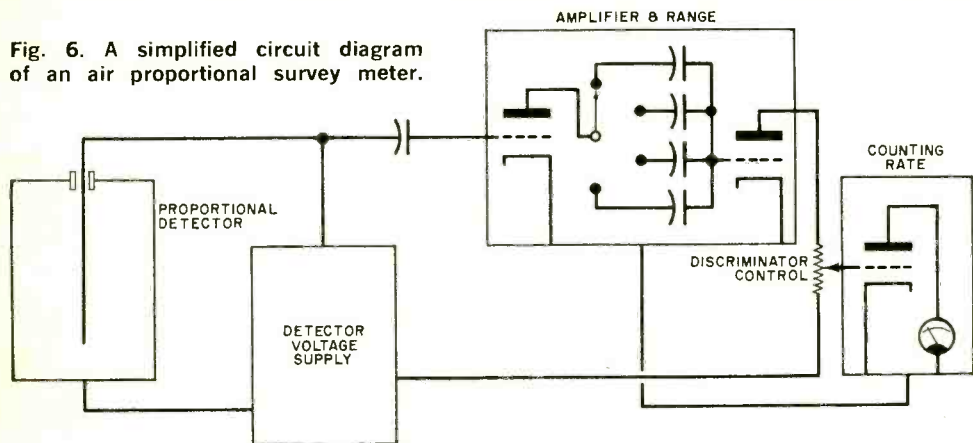 Fig. 6. A simplified circuit diagram
of an air proportional survey meter.
AMPLIFIER & RANGE
PROPORTIONAL
DETECTOR
DETECTOR
VOLTAGE
SUPPLY
DISCRIMINATOR
CONTROL
COUNTING
RATE